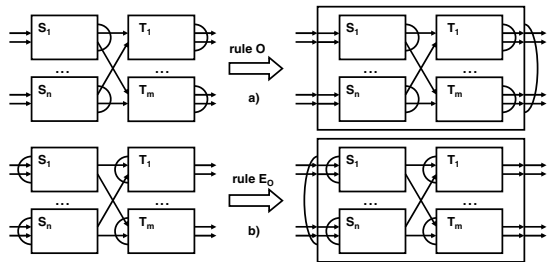 S1 T1 rule O S1 T1
... ... ... ...
Sn Tm a) Sn Tm
S1 T1 rule EO S1 T1
... ... ... ...
Sn Tm b) Sn Tm